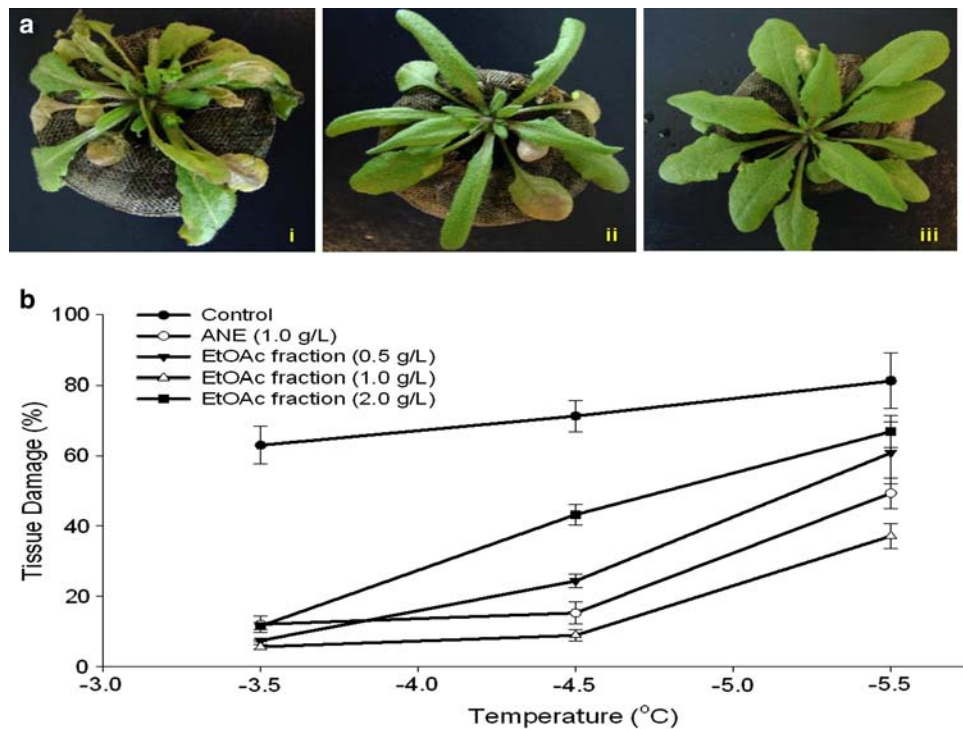 a
i
ii
iii
b
Control
ANE (1.0 g/L)
EtOAc fraction (0.5 g/L)
EtOAc fraction (1.0 g/L)
EtOAc fraction (2.0 g/L)
100
80
60
40
20
0
Tissue Damage (%)
-3.0
-3.5
-4.0
-4.5
-5.0
-5.5
Temperature (°C)